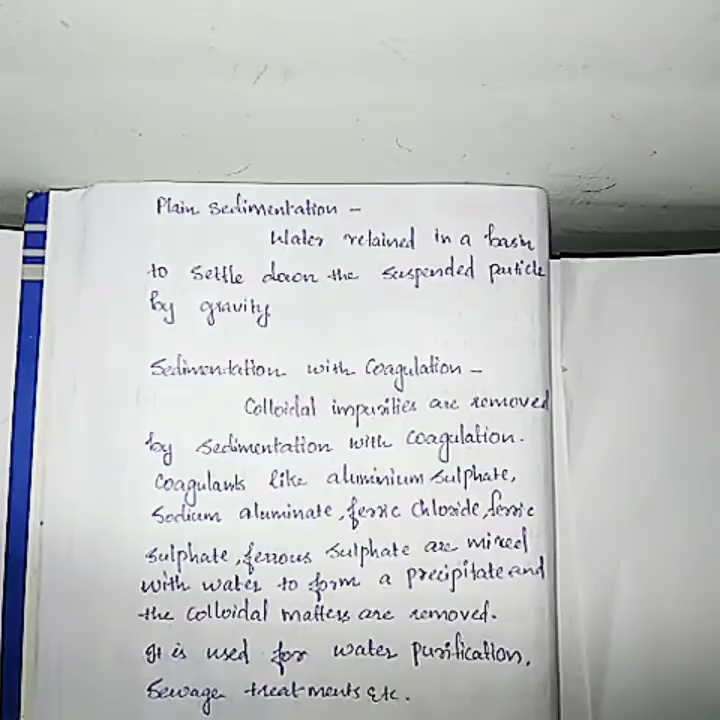 Plain Sedimentation -
Water retained in a basin
to settle down the suspended particle
by gravity
Sedimentation with Coagulation -
Colloidal impurities are removed
by sedimentation with coagulation.
Coagulants like aluminium sulphate,
Sodium aluminate, ferric chloride, ferric
sulphate, ferrous sulphate are mixed
with water to form a precipitate and
the colloidal matters are removed.
It is used for water purification,
Sewage treatments etc.